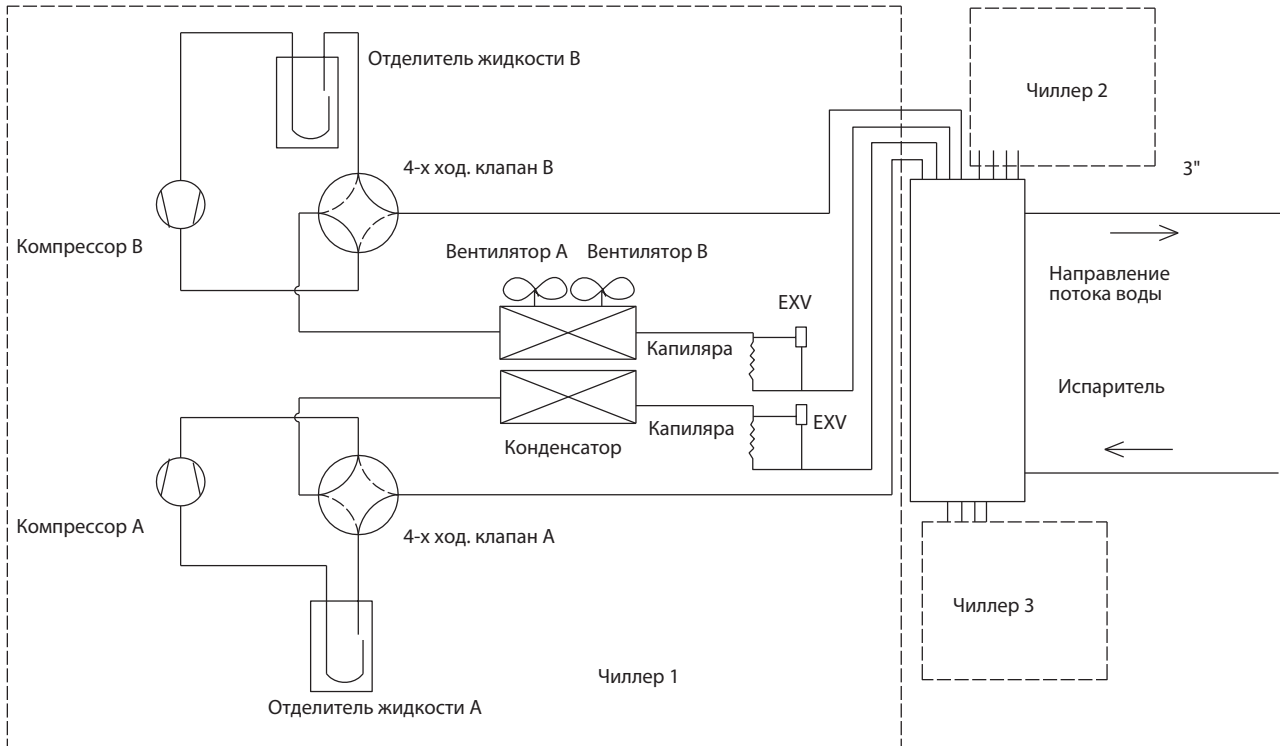 Отделитель жидкости B
Чиллер 2
4-х ход. клапан B
3"
Компрессор B
Вентилятор A
Вентилятор B
Направление
потока воды
EXV
Капиляра
Испаритель
EXV
Капиляра
Конденсатор
Компрессор A
4-х ход. клапан A
Чиллер 3
Чиллер 1
Отделитель жидкости A